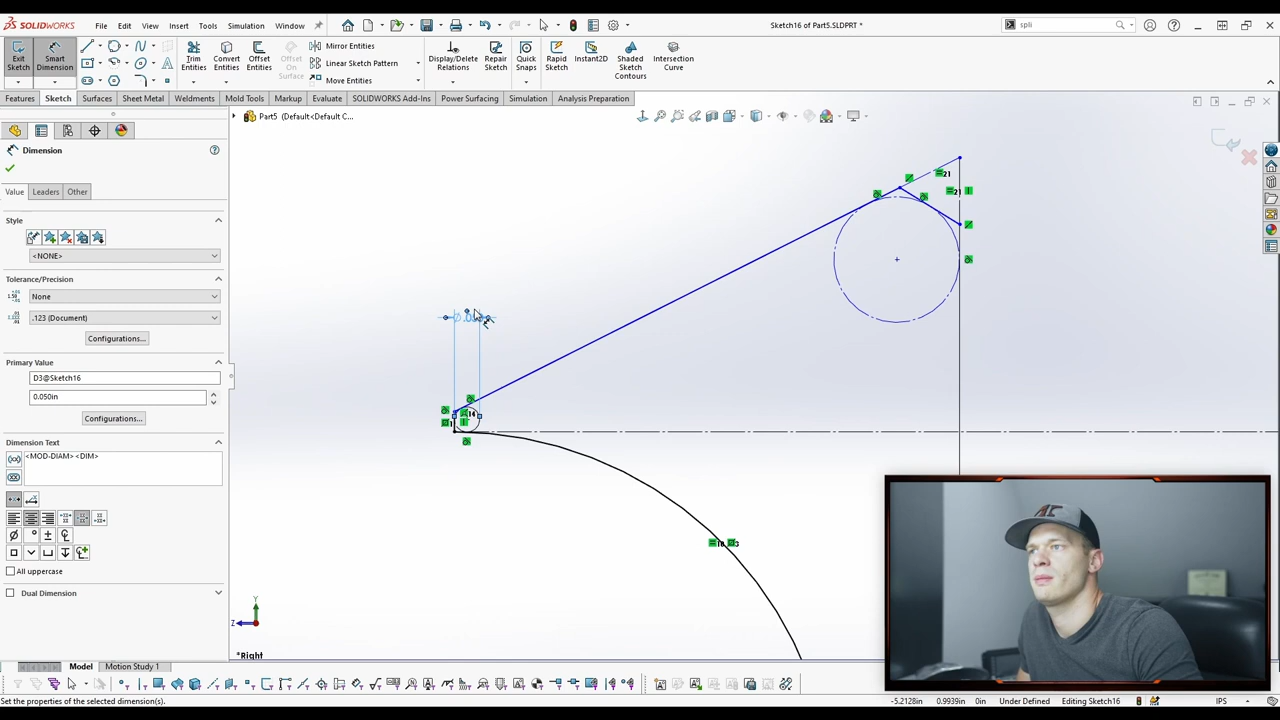 SOLIDWORKS
File Edit View Insert Tools Simulation Window
Sketch16 of Part5.SLDPRT *
spli
Exit Sketch
Smart Dimension
Trim Entities
Convert Entities
Offset Entities
Offset On Surface
Mirror Entities
Linear Sketch Pattern
Move Entities
Display/Delete Relations
Repair Sketch
Quick Snaps
Rapid Sketch
Instant2D
Shaded Sketch Contours
Intersection Curve
Features Sketch Surfaces Sheet Metal Weldments Mold Tools Markup Evaluate SOLIDWORKS Add-Ins Power Surfacing Simulation Analysis Preparation
Part5 (Default<Default C...
Dimension
Value Leaders Other
Style
<NONE>
Tolerance/Precision
None
.123 (Document)
Configurations...
Primary Value
D3@Sketch16
0.050in
Configurations...
Dimension Text
<MOD-DIAM><DIM>
All uppercase
Dual Dimension
21
21
14
1
18 3
Y
Z
*Right
Model Motion Study 1
Set the properties of the selected dimension(s).
-5.2128in 0.9939in 0in Under Defined Editing Sketch16 IPS